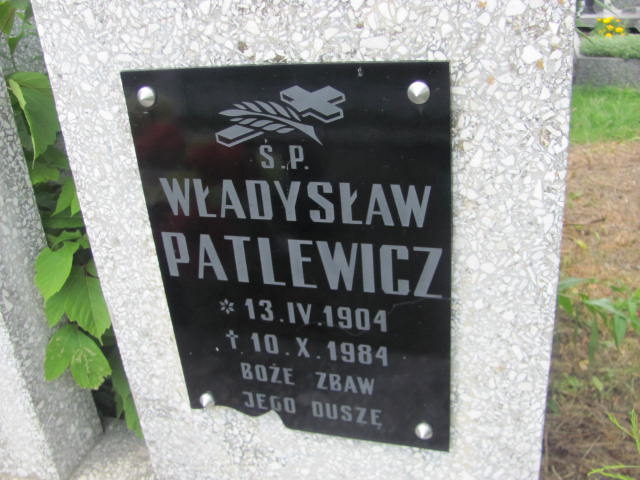 Ś.P.
WŁADYSŁAW
PATLEWICZ
* 13.IV.1904
† 10.X.1984
BOŻE ZBAW
JEGO DUSZĘ